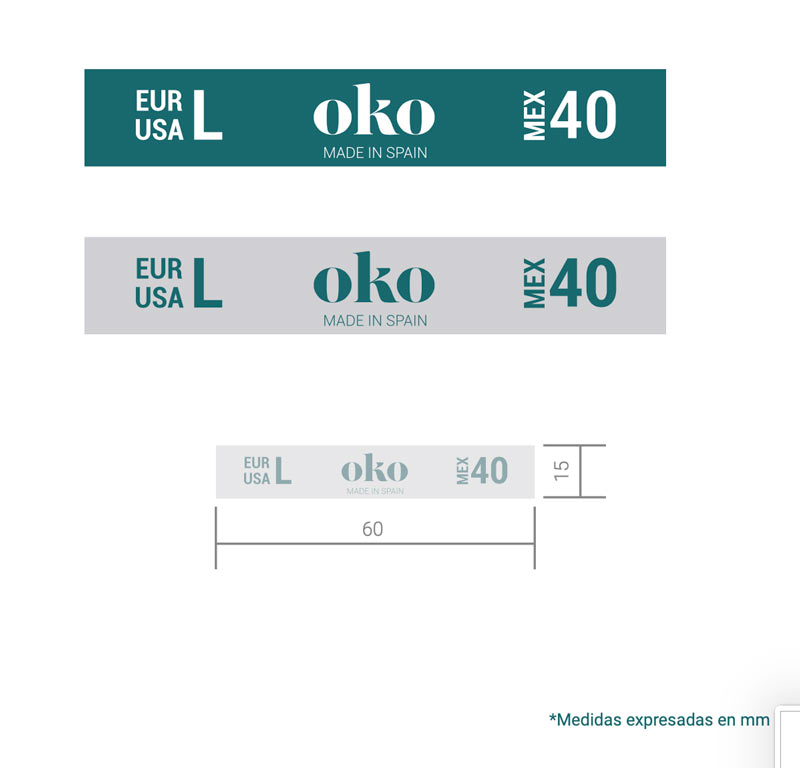 EUR
USA L
oko
MADE IN SPAIN
MEX 40
EUR
USA L
oko
MADE IN SPAIN
MEX 40
EUR
USA L
oko
MADE IN SPAIN
MEX 40
15
60
*Medidas expresadas en mm